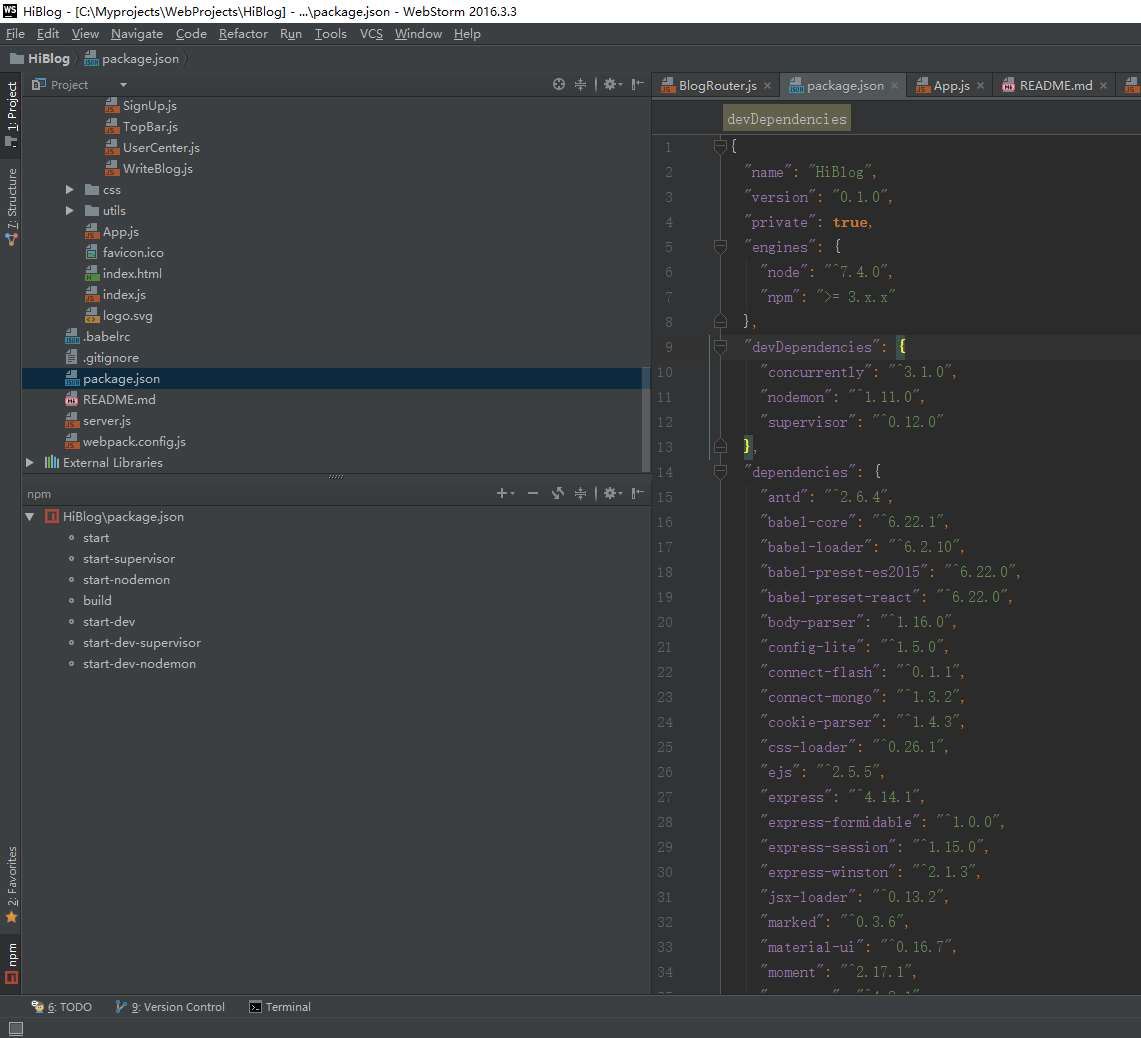 HiBlog - [C:\Myprojects\WebProjects\HiBlog] - ...\package.json - WebStorm 2016.3.3
File Edit View Navigate Code Refactor Run Tools VCS Window Help
HiBlog package.json
1: Project
7: Structure
2: Favorites
npm
Project
SignUp.js
TopBar.js
UserCenter.js
WriteBlog.js
css
utils
App.js
favicon.ico
index.html
index.js
logo.svg
.babelrc
.gitignore
package.json
README.md
server.js
webpack.config.js
External Libraries
npm
HiBlog\package.json
start
start-supervisor
start-nodemon
build
start-dev
start-dev-supervisor
start-dev-nodemon
BlogRouter.js package.json App.js README.md
devDependencies
1 {
2 "name": "HiBlog",
3 "version": "0.1.0",
4 "private": true,
5 "engines": {
6 "node": "^7.4.0",
7 "npm": ">= 3.x.x"
8 },
9 "devDependencies": {
10 "concurrently": "^3.1.0",
11 "nodemon": "^1.11.0",
12 "supervisor": "^0.12.0"
13 },
14 "dependencies": {
15 "antd": "^2.6.4",
16 "babel-core": "^6.22.1",
17 "babel-loader": "^6.2.10",
18 "babel-preset-es2015": "^6.22.0",
19 "babel-preset-react": "^6.22.0",
20 "body-parser": "^1.16.0",
21 "config-lite": "^1.5.0",
22 "connect-flash": "^0.1.1",
23 "connect-mongo": "^1.3.2",
24 "cookie-parser": "^1.4.3",
25 "css-loader": "^0.26.1",
26 "ejs": "^2.5.5",
27 "express": "^4.14.1",
28 "express-formidable": "^1.0.0",
29 "express-session": "^1.15.0",
30 "express-winston": "^2.1.3",
31 "jsx-loader": "^0.13.2",
32 "marked": "^0.3.6",
33 "material-ui": "^0.16.7",
34 "moment": "^2.17.1",
6: TODO 9: Version Control Terminal